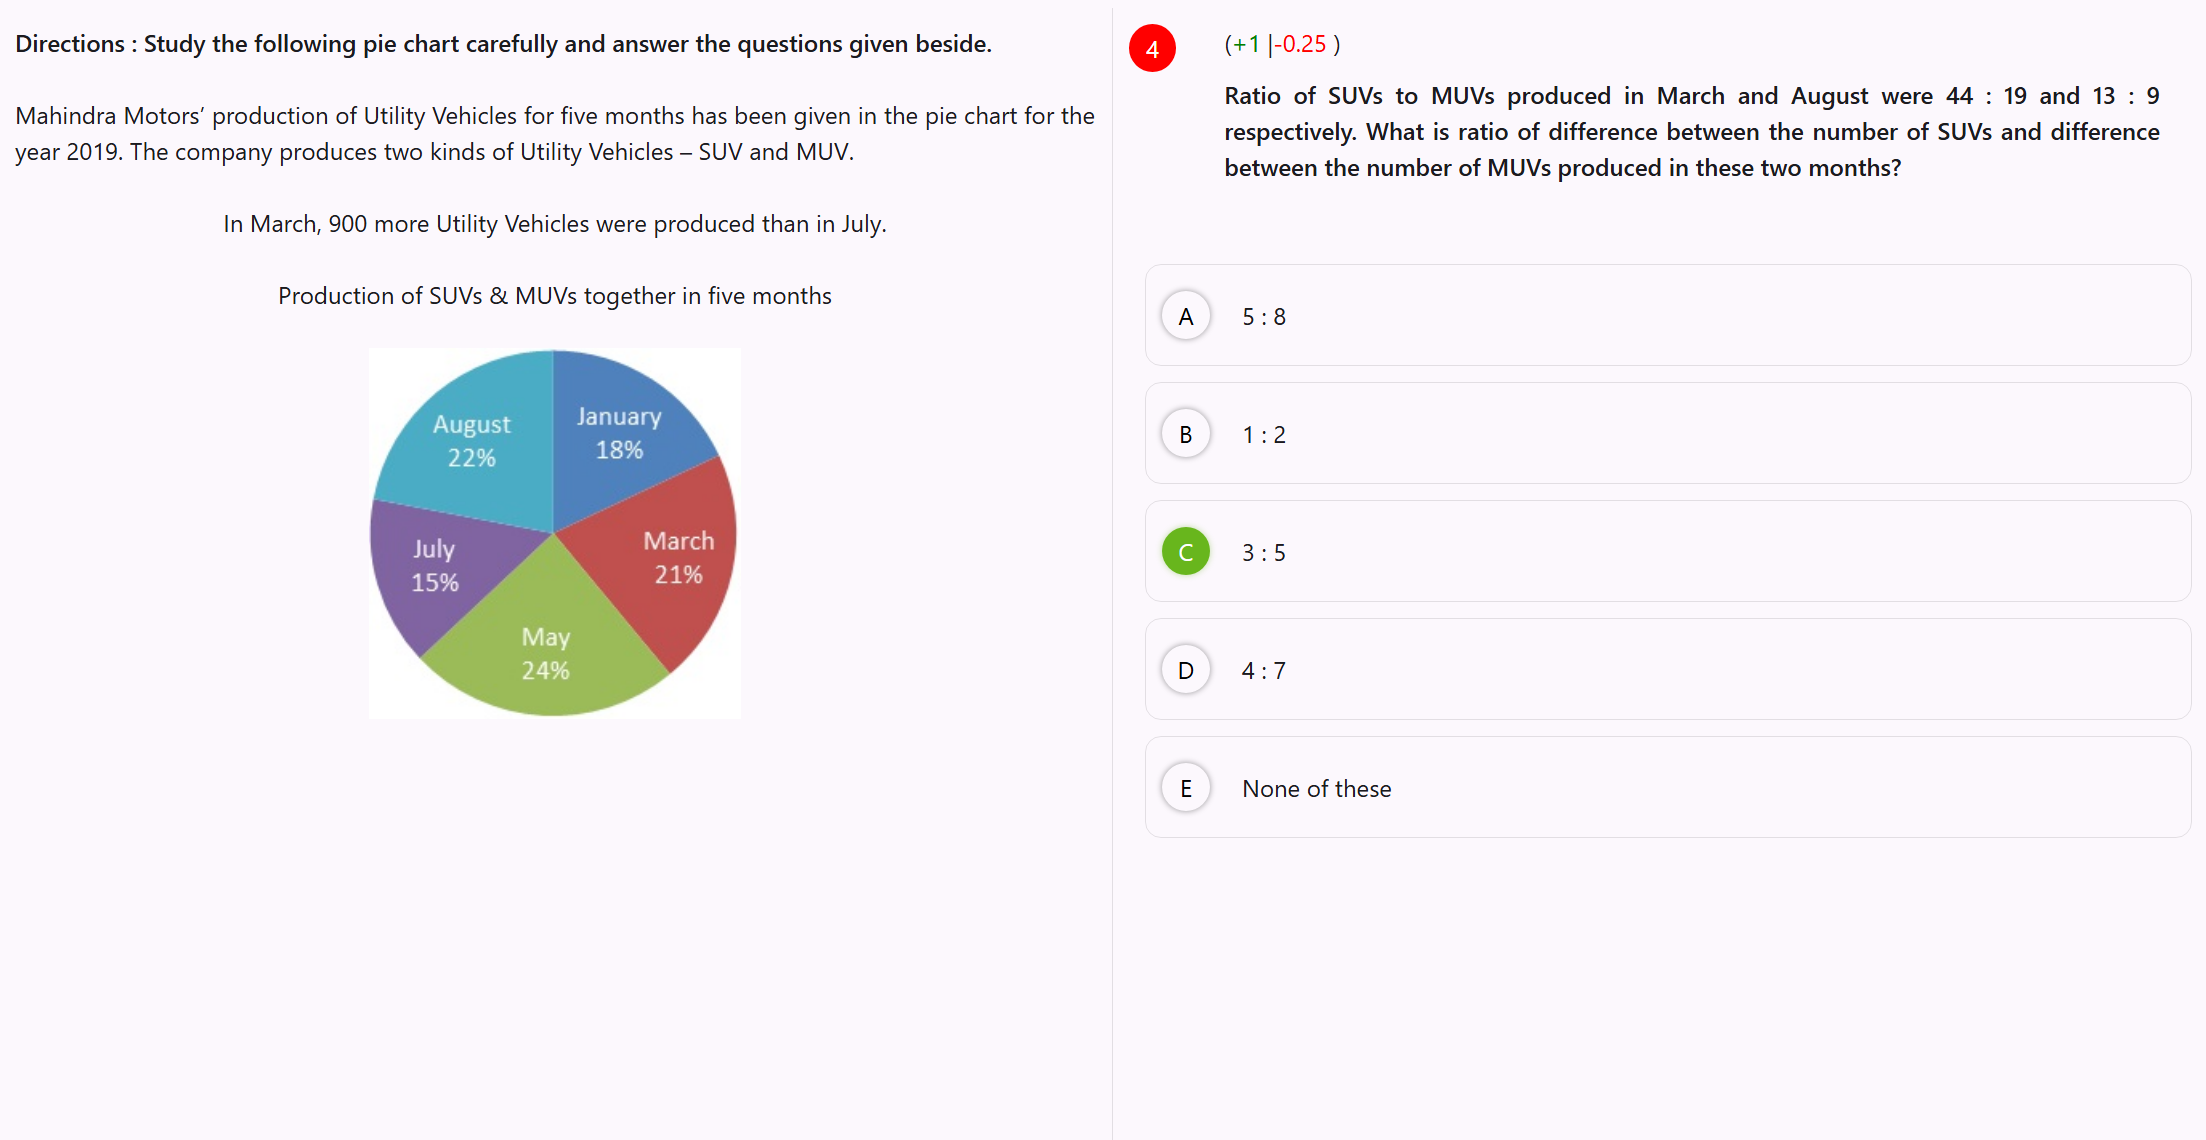 Directions : Study the following pie chart carefully and answer the questions given beside.
Mahindra Motors’ production of Utility Vehicles for five months has been given in the pie chart for the
year 2019. The company produces two kinds of Utility Vehicles – SUV and MUV.
In March, 900 more Utility Vehicles were produced than in July.
Production of SUVs & MUVs together in five months
August
22%
January
18%
March
21%
July
15%
May
24%
4
(+1 |-0.25 )
Ratio of SUVs to MUVs produced in March and August were 44 : 19 and 13 : 9
respectively. What is ratio of difference between the number of SUVs and difference
between the number of MUVs produced in these two months?
A 5 : 8
B 1 : 2
C 3 : 5
D 4 : 7
E None of these